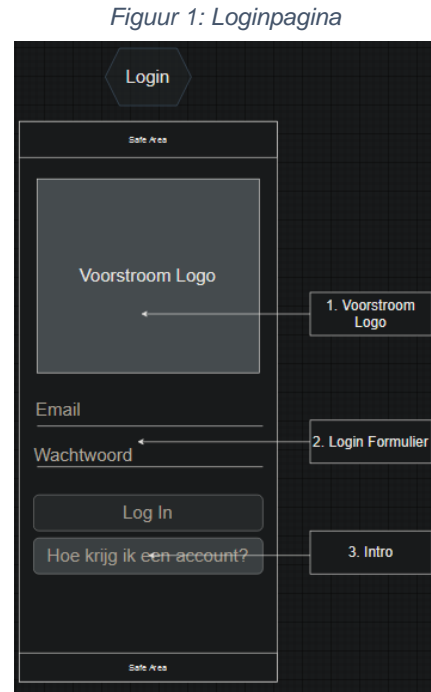 Figuur 1: Loginpagina
Login
Safe Area
Voorstroom Logo
1. Voorstroom
Logo
Email
2. Login Formulier
Wachtwoord
Log In
Hoe krijg ik een account?
3. Intro
Safe Area